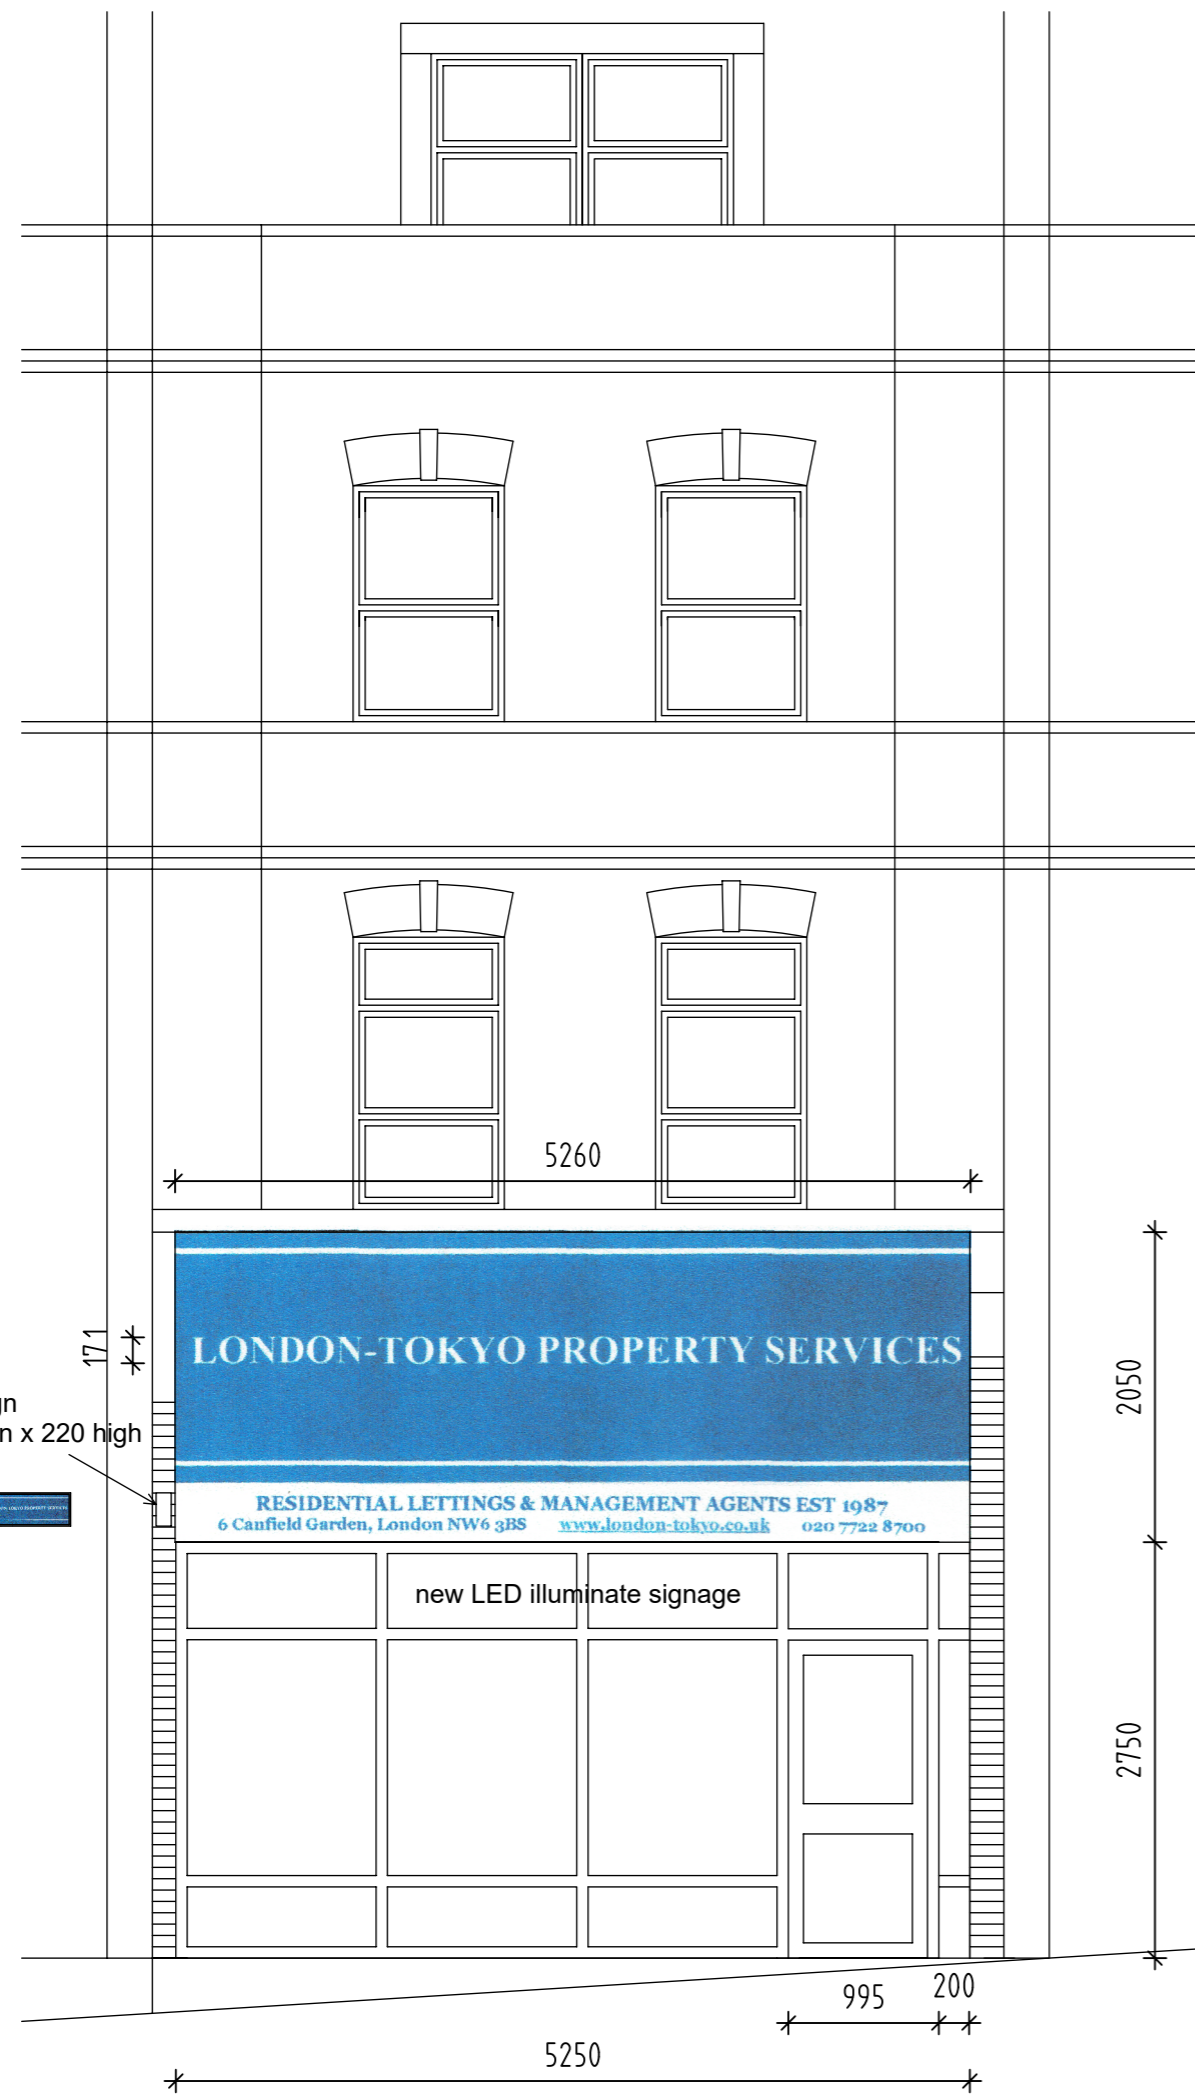 5260
171
LONDON-TOKYO PROPERTY SERVICES
gn
n x 220 high
RESIDENTIAL LETTINGS & MANAGEMENT AGENTS EST 1987
6 Canfield Garden, London NW6 3BS www.london-tokyo.co.uk 020 7722 8700
new LED illuminate signage
2050
2750
995
200
5250